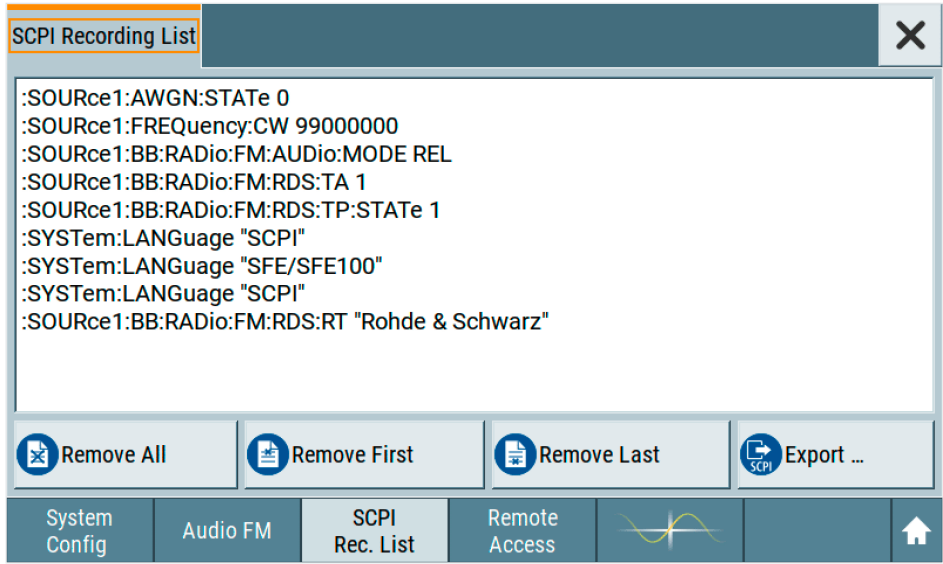 SCPI Recording List
:SOURce1:AWGN:STATe 0
:SOURce1:FREQuency:CW 99000000
:SOURce1:BB:RADio:FM:AUDio:MODE REL
:SOURce1:BB:RADio:FM:RDS:TA 1
:SOURce1:BB:RADio:FM:RDS:TP:STATe 1
:SYSTem:LANGuage "SCPI"
:SYSTem:LANGuage "SFE/SFE100"
:SYSTem:LANGuage "SCPI"
:SOURce1:BB:RADio:FM:RDS:RT "Rohde & Schwarz"
Remove All
Remove First
Remove Last
SCPI
Export ...
System
Config
Audio FM
SCPI
Rec. List
Remote
Access